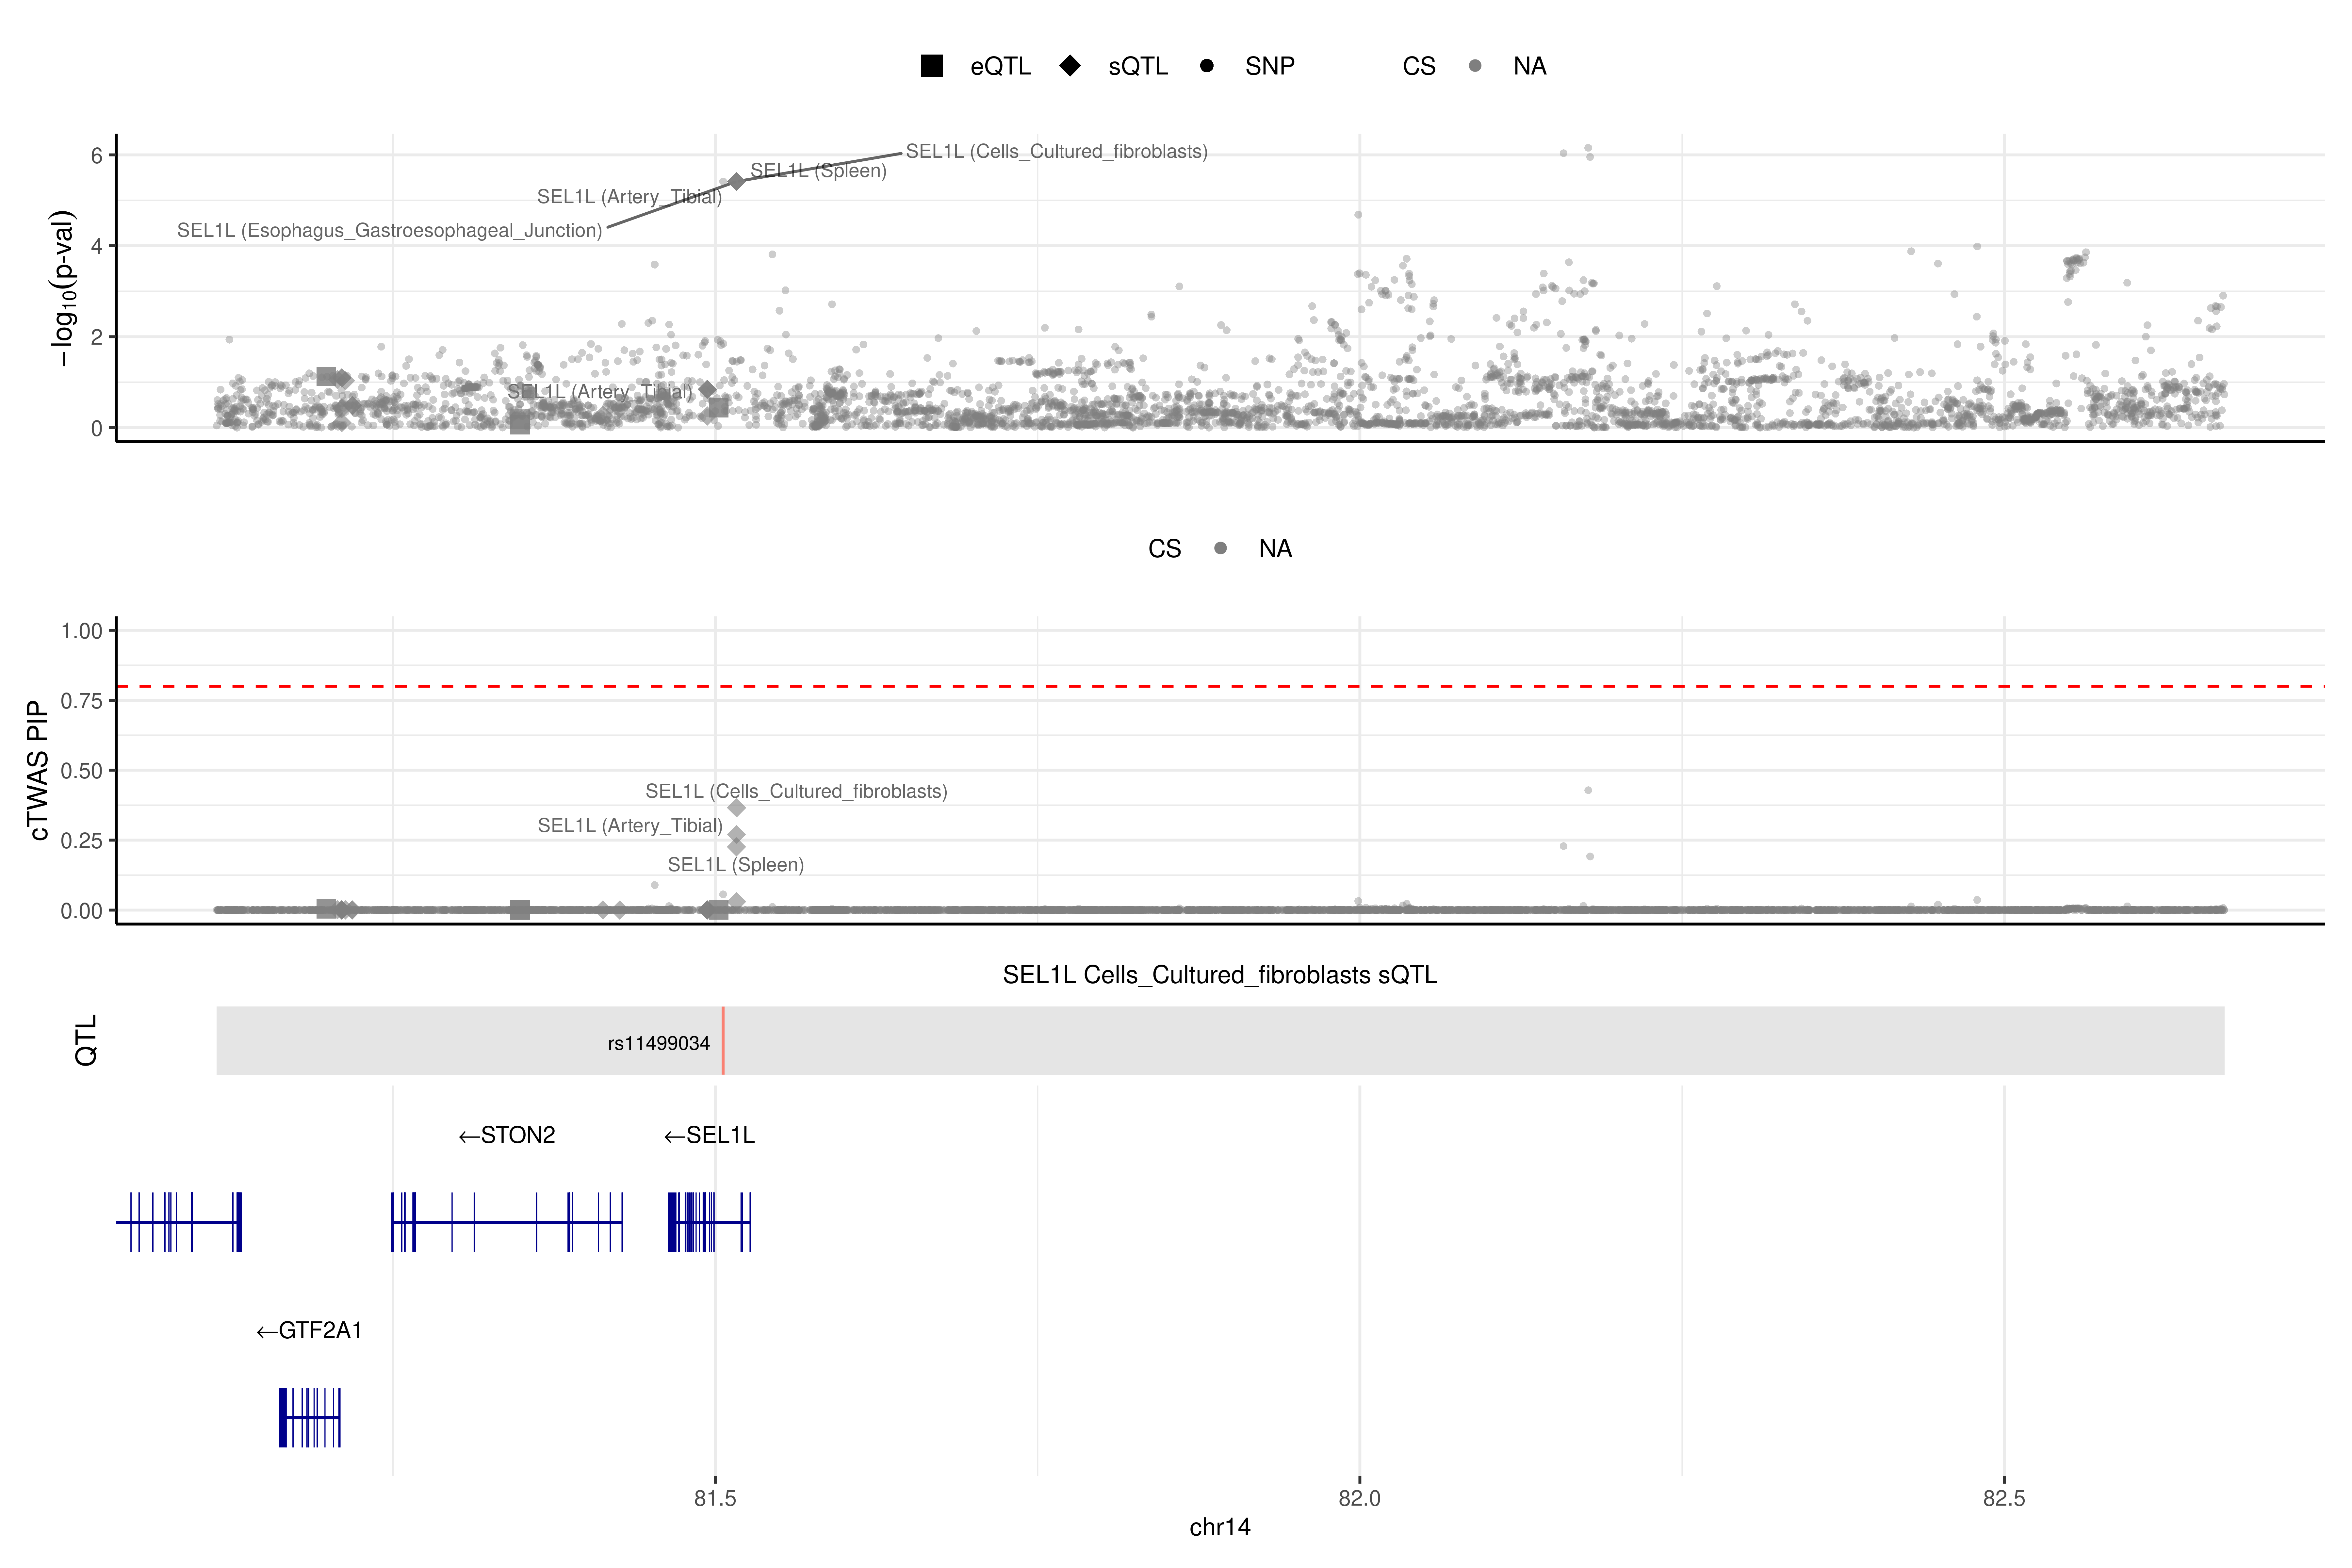 eQTL sQTL SNP CS NA
6
4
2
0
−log10(p-val)
SEL1L (Cells_Cultured_fibroblasts)
SEL1L (Spleen)
SEL1L (Artery_Tibial)
SEL1L (Esophagus_Gastroesophageal_Junction)
SEL1L (Artery_Tibial)
CS NA
1.00
0.75
0.50
0.25
0.00
cTWAS PIP
SEL1L (Cells_Cultured_fibroblasts)
SEL1L (Artery_Tibial)
SEL1L (Spleen)
SEL1L Cells_Cultured_fibroblasts sQTL
QTL
rs11499034
←STON2 ←SEL1L
←GTF2A1
81.5 82.0 82.5
chr14